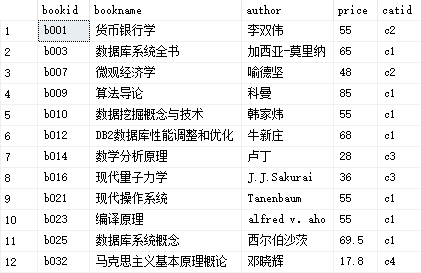 bookid bookname author price catid
1 b001 货币银行学 李双伟 55 c2
2 b003 数据库系统全书 加西亚-莫里纳 65 c1
3 b007 微观经济学 喻德坚 48 c2
4 b009 算法导论 科曼 85 c1
5 b010 数据挖掘概念与技术 韩家炜 55 c1
6 b012 DB2数据库性能调整和优化 牛新庄 68 c1
7 b014 数学分析原理 卢丁 28 c3
8 b016 现代量子力学 J.J.Sakurai 36 c3
9 b021 现代操作系统 Tanenbaum 55 c1
10 b023 编译原理 alfred v. aho 55 c1
11 b025 数据库系统概念 西尔伯沙茨 69.5 c1
12 b032 马克思主义基本原理概论 邓晓辉 17.8 c4